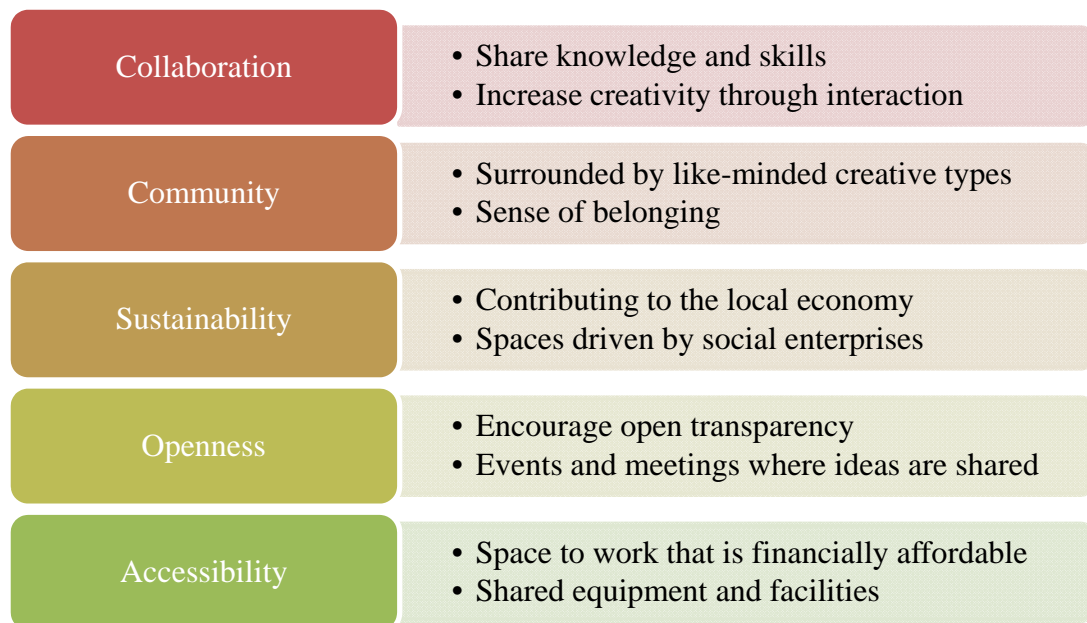 Collaboration
• Share knowledge and skills
• Increase creativity through interaction
Community
• Surrounded by like-minded creative types
• Sense of belonging
Sustainability
• Contributing to the local economy
• Spaces driven by social enterprises
Openness
• Encourage open transparency
• Events and meetings where ideas are shared
Accessibility
• Space to work that is financially affordable
• Shared equipment and facilities